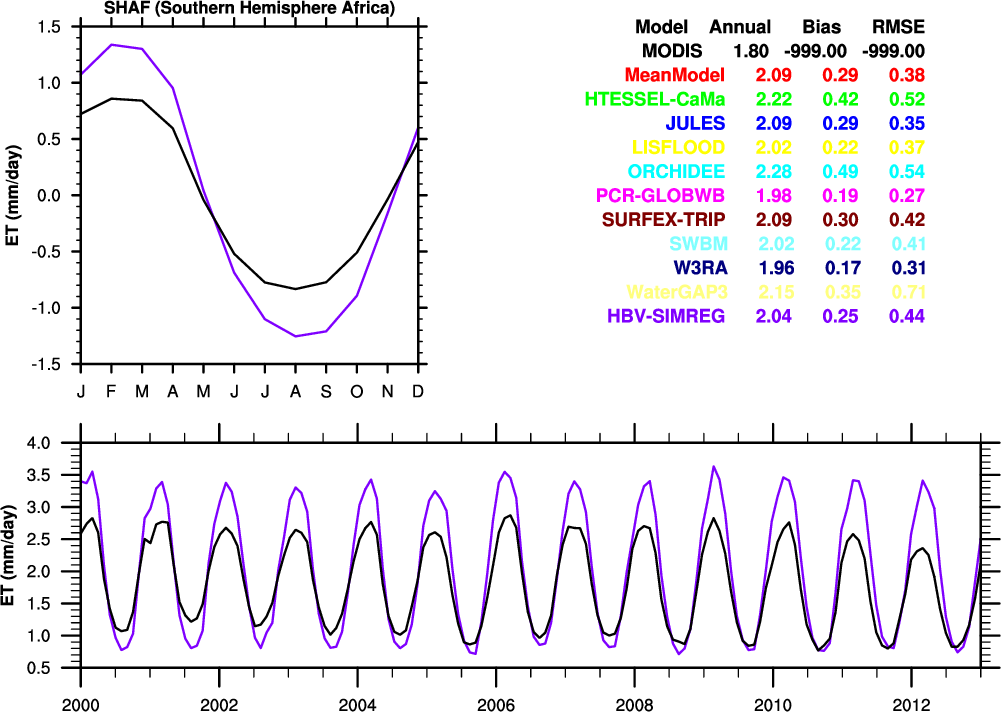 SHAF (Southern Hemisphere Africa)
1.5
1.0
0.5
0.0
-0.5
-1.0
-1.5
ET (mm/day)
J F M A M J J A S O N D
Model Annual Bias RMSE
MODIS 1.80 -999.00 -999.00
MeanModel 2.09 0.29 0.38
HTESSEL-CaMa 2.22 0.42 0.52
JULES 2.09 0.29 0.35
LISFLOOD 2.02 0.22 0.37
ORCHIDEE 2.28 0.49 0.54
PCR-GLOBWB 1.98 0.19 0.27
SURFEX-TRIP 2.09 0.30 0.42
SWBM 2.02 0.22 0.41
W3RA 1.96 0.17 0.31
WaterGAP3 2.15 0.35 0.71
HBV-SIMREG 2.04 0.25 0.44
4.0
3.5
3.0
2.5
2.0
1.5
1.0
0.5
ET (mm/day)
2000 2002 2004 2006 2008 2010 2012